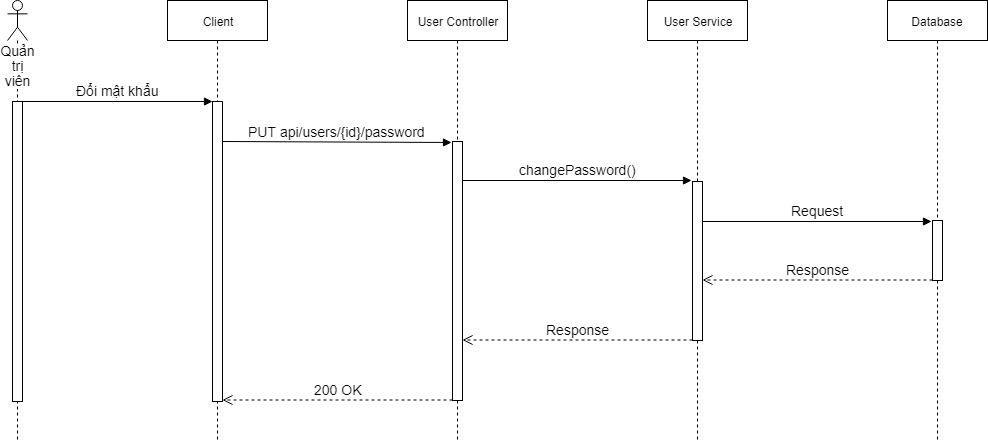 Client
User Controller
User Service
Database
Quản
trị
viên
Đổi mật khẩu
PUT api/users/{id}/password
changePassword()
Request
Response
Response
200 OK